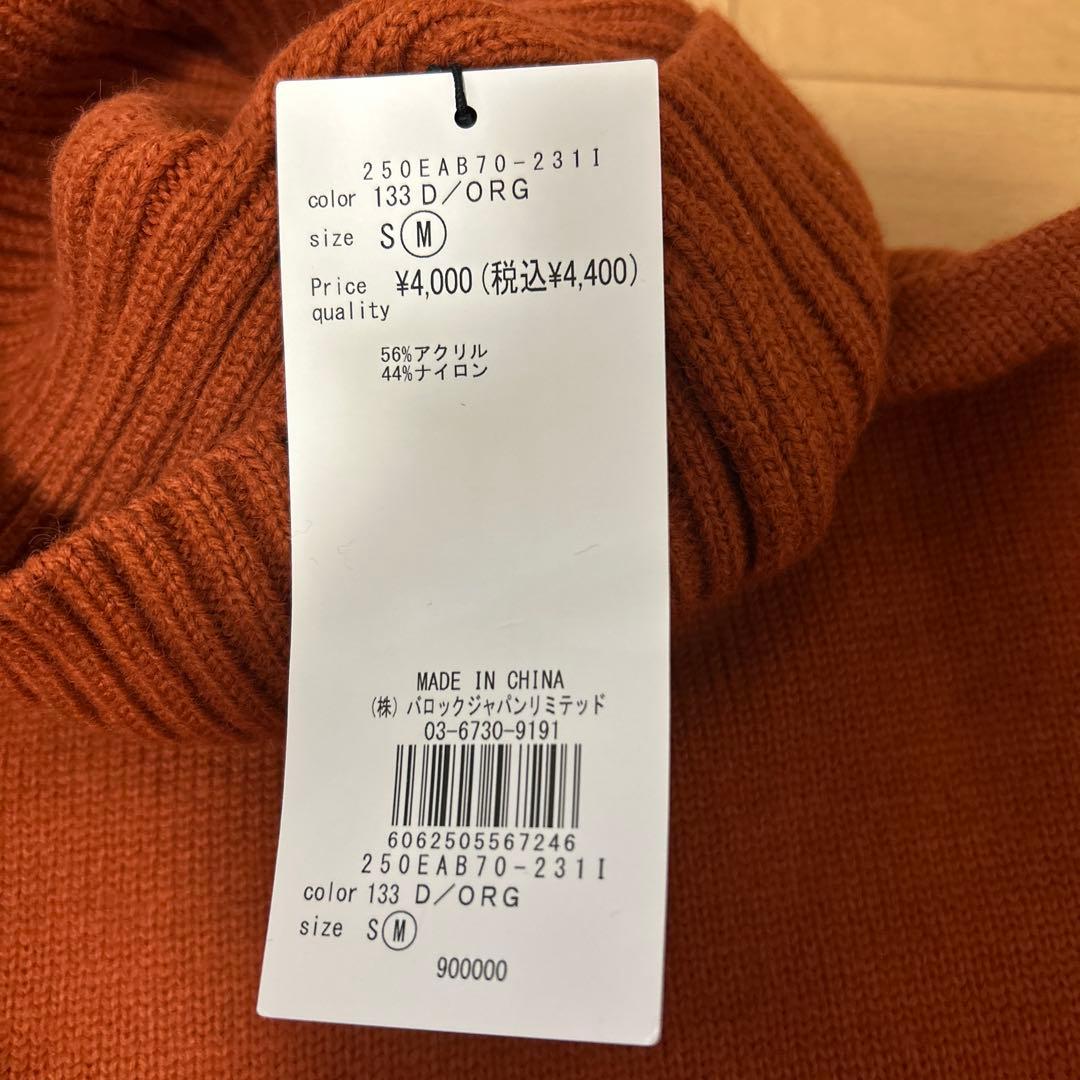 250EAB70-231I
color 133 D/ORG
size S M
Price ¥4,000(税込¥4,400)
quality
56%アクリル
44%ナイロン
MADE IN CHINA
(株)バロックジャパンリミテッド
03-6730-9191
6062505567246
250EAB70-231I
color 133 D/ORG
size S M
900000